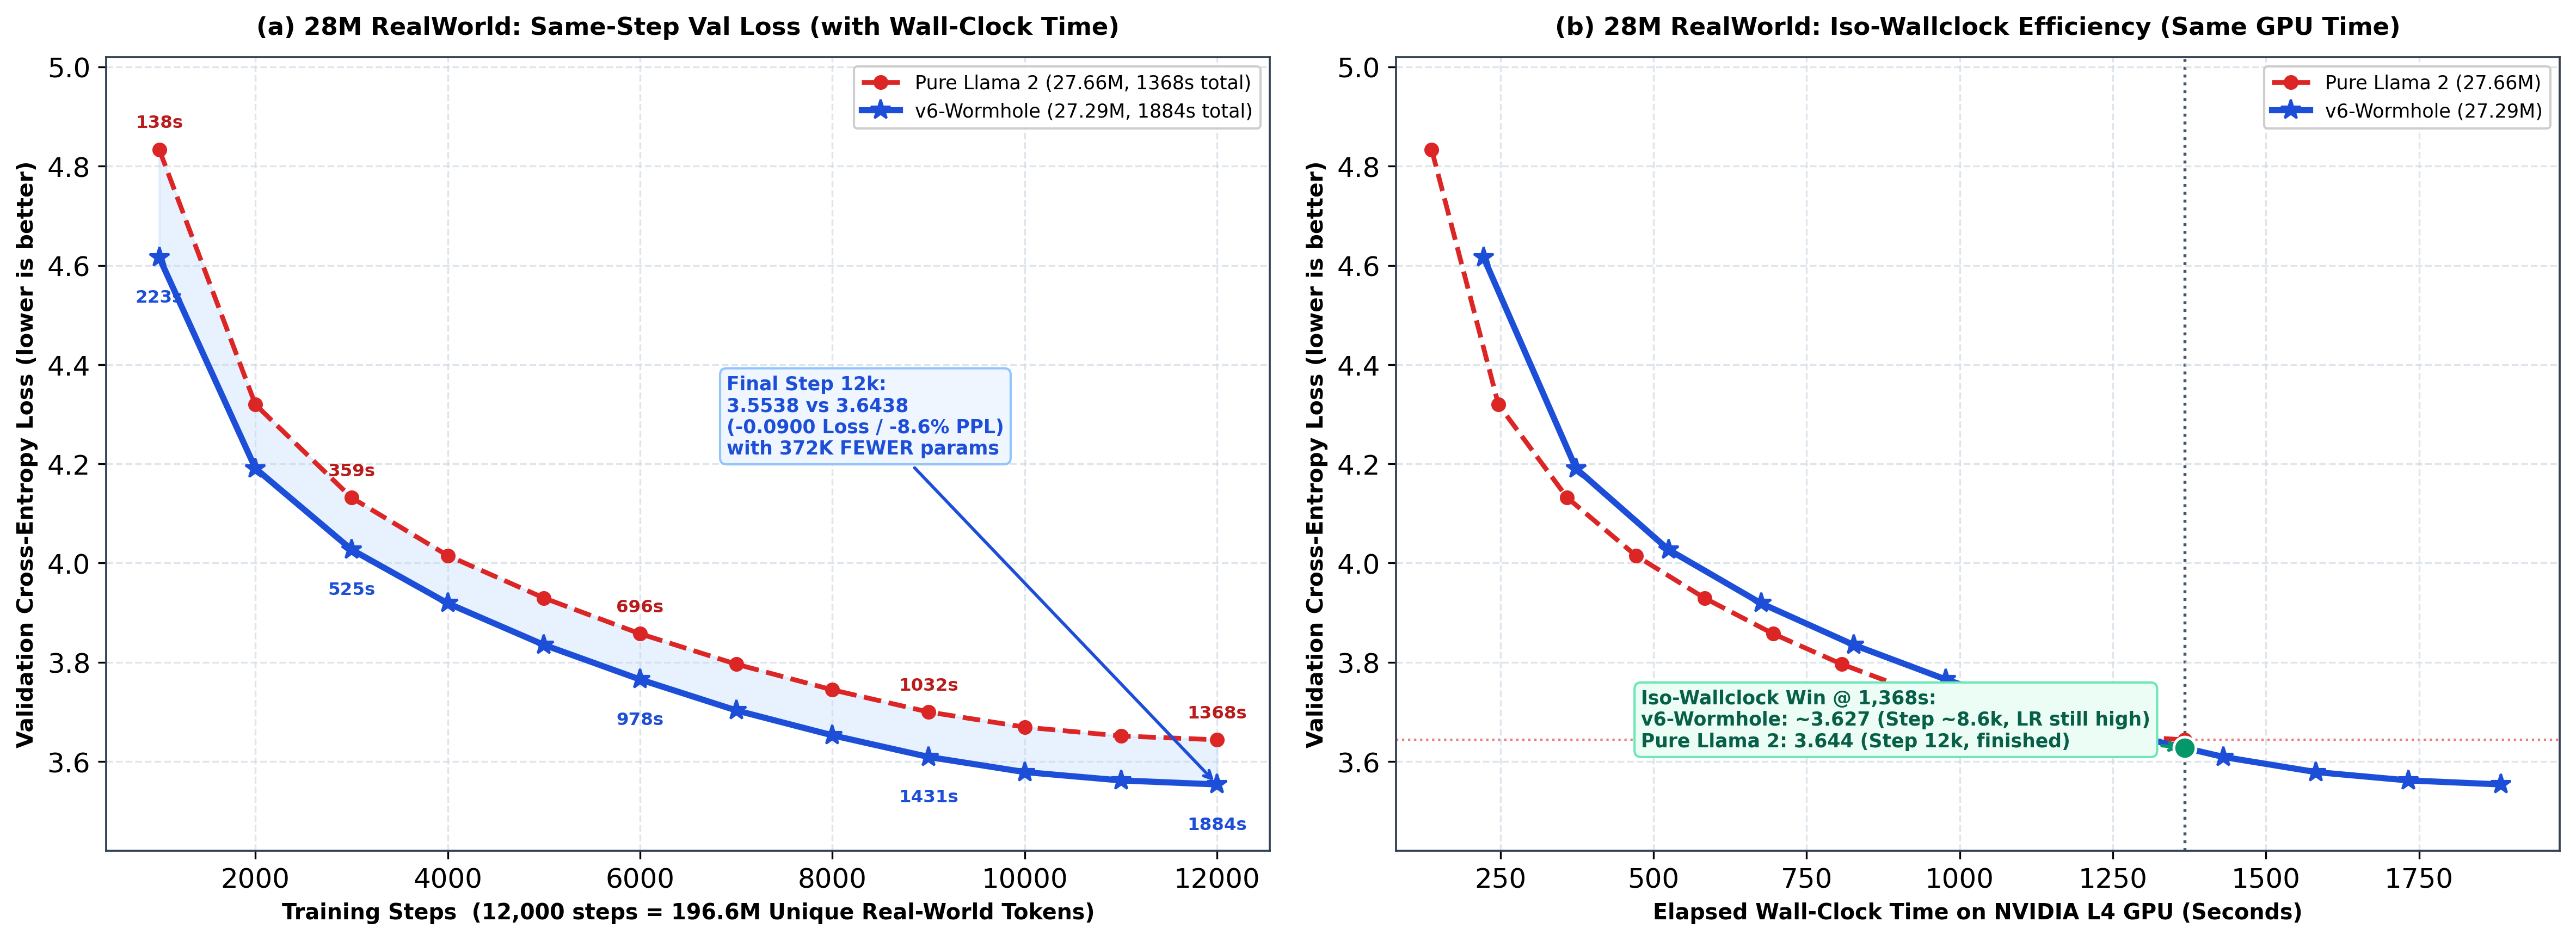 (a) 28M RealWorld: Same-Step Val Loss (with Wall-Clock Time)
Validation Cross-Entropy Loss (lower is better)
5.0
4.8
4.6
4.4
4.2
4.0
3.8
3.6
Pure Llama 2 (27.66M, 1368s total)
v6-Wormhole (27.29M, 1884s total)
138s
223s
359s
525s
696s
978s
1032s
1431s
1368s
1884s
Final Step 12k:
3.5538 vs 3.6438
(-0.0900 Loss / -8.6% PPL)
with 372K FEWER params
2000
4000
6000
8000
10000
12000
Training Steps (12,000 steps = 196.6M Unique Real-World Tokens)
(b) 28M RealWorld: Iso-Wallclock Efficiency (Same GPU Time)
Validation Cross-Entropy Loss (lower is better)
5.0
4.8
4.6
4.4
4.2
4.0
3.8
3.6
Pure Llama 2 (27.66M)
v6-Wormhole (27.29M)
Iso-Wallclock Win @ 1,368s:
v6-Wormhole: ~3.627 (Step ~8.6k, LR still high)
Pure Llama 2: 3.644 (Step 12k, finished)
250
500
750
1000
1250
1500
1750
Elapsed Wall-Clock Time on NVIDIA L4 GPU (Seconds)